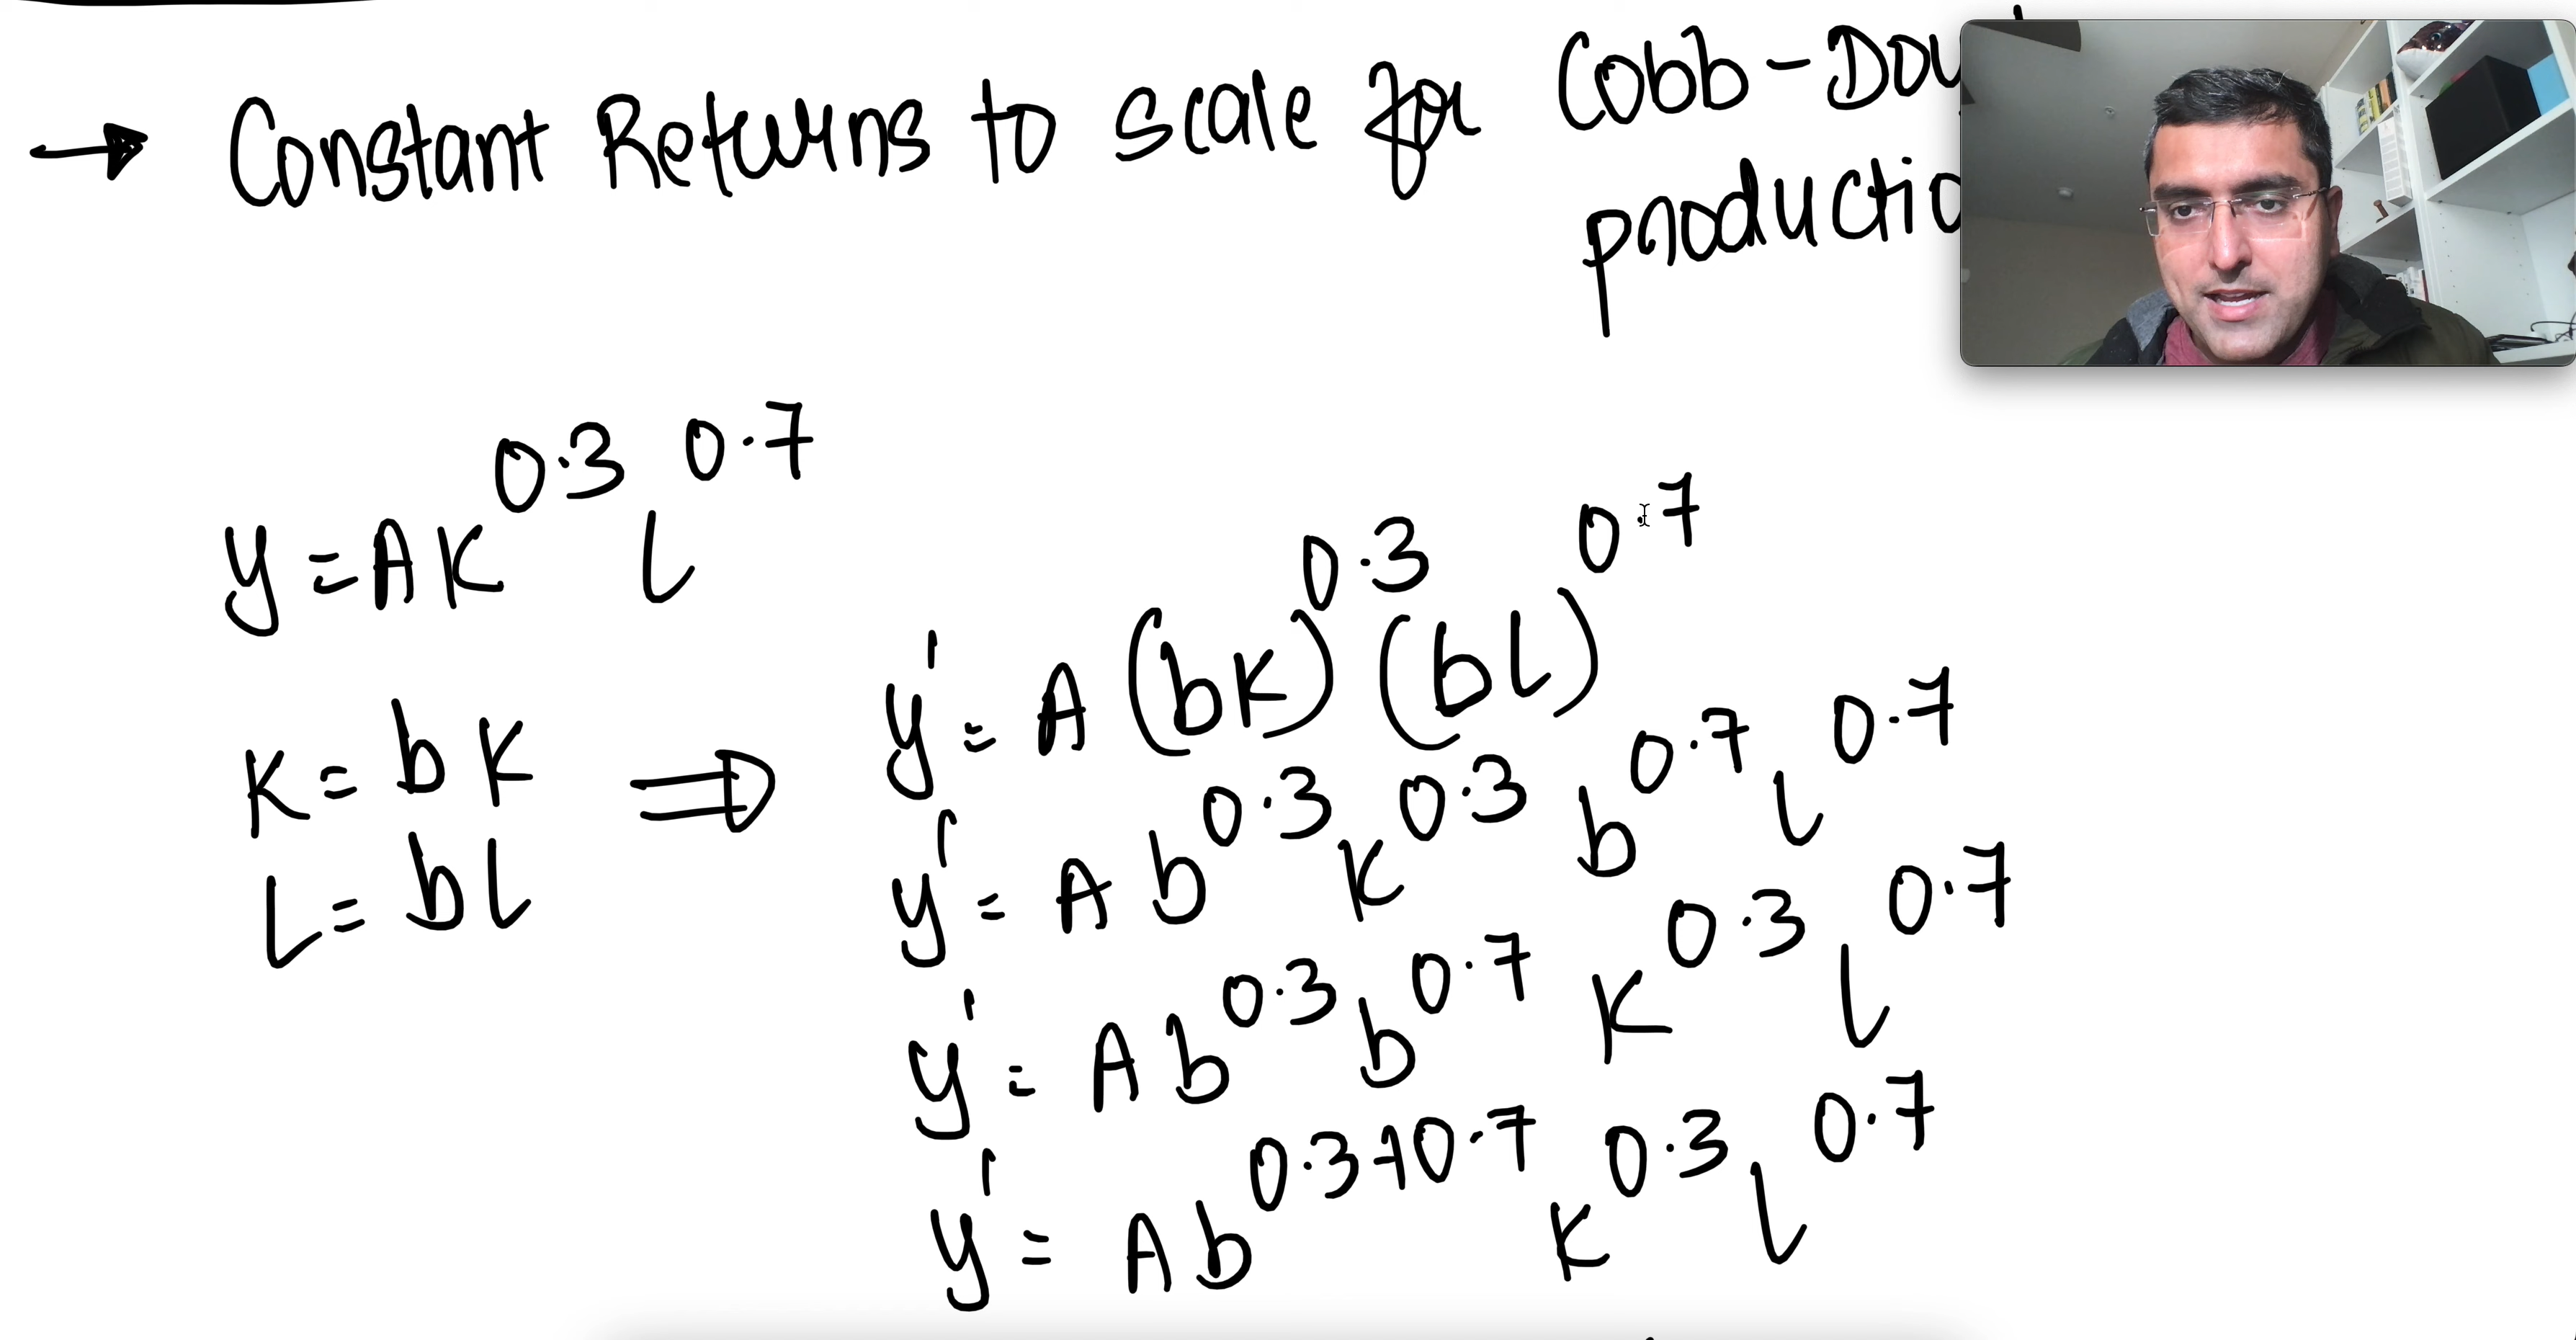 → Constant Returns to scale for Cobb-Dou
productio
y = A K^0.3 L^0.7
K = bK
L = bL
⇒ y' = A (bK)^0.3 (bL)^0.7
y' = A b^0.3 K^0.3 b^0.7 L^0.7
y' = A b^0.3 b^0.7 K^0.3 L^0.7
y' = A b^0.3+0.7 K^0.3 L^0.7